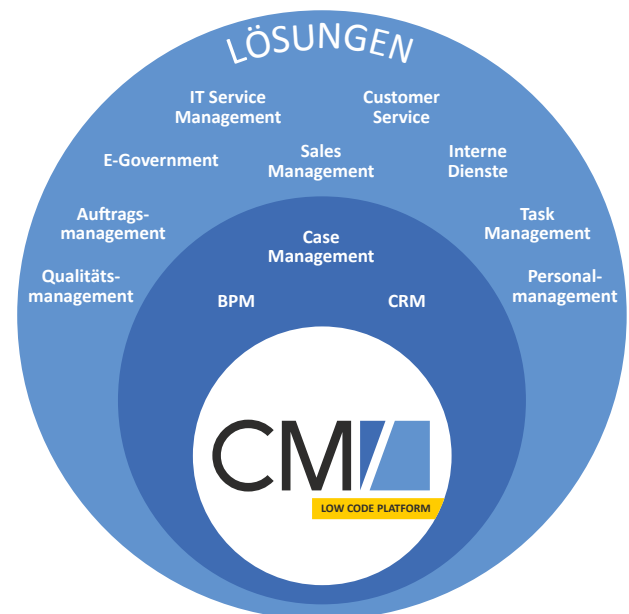 LÖSUNGEN
IT Service
Management
Customer
Service
E-Government
Sales
Management
Interne
Dienste
Auftrags-
management
Task
Management
Qualitäts-
management
Personal-
management
Case
Management
BPM
CRM
CM/
LOW CODE PLATFORM